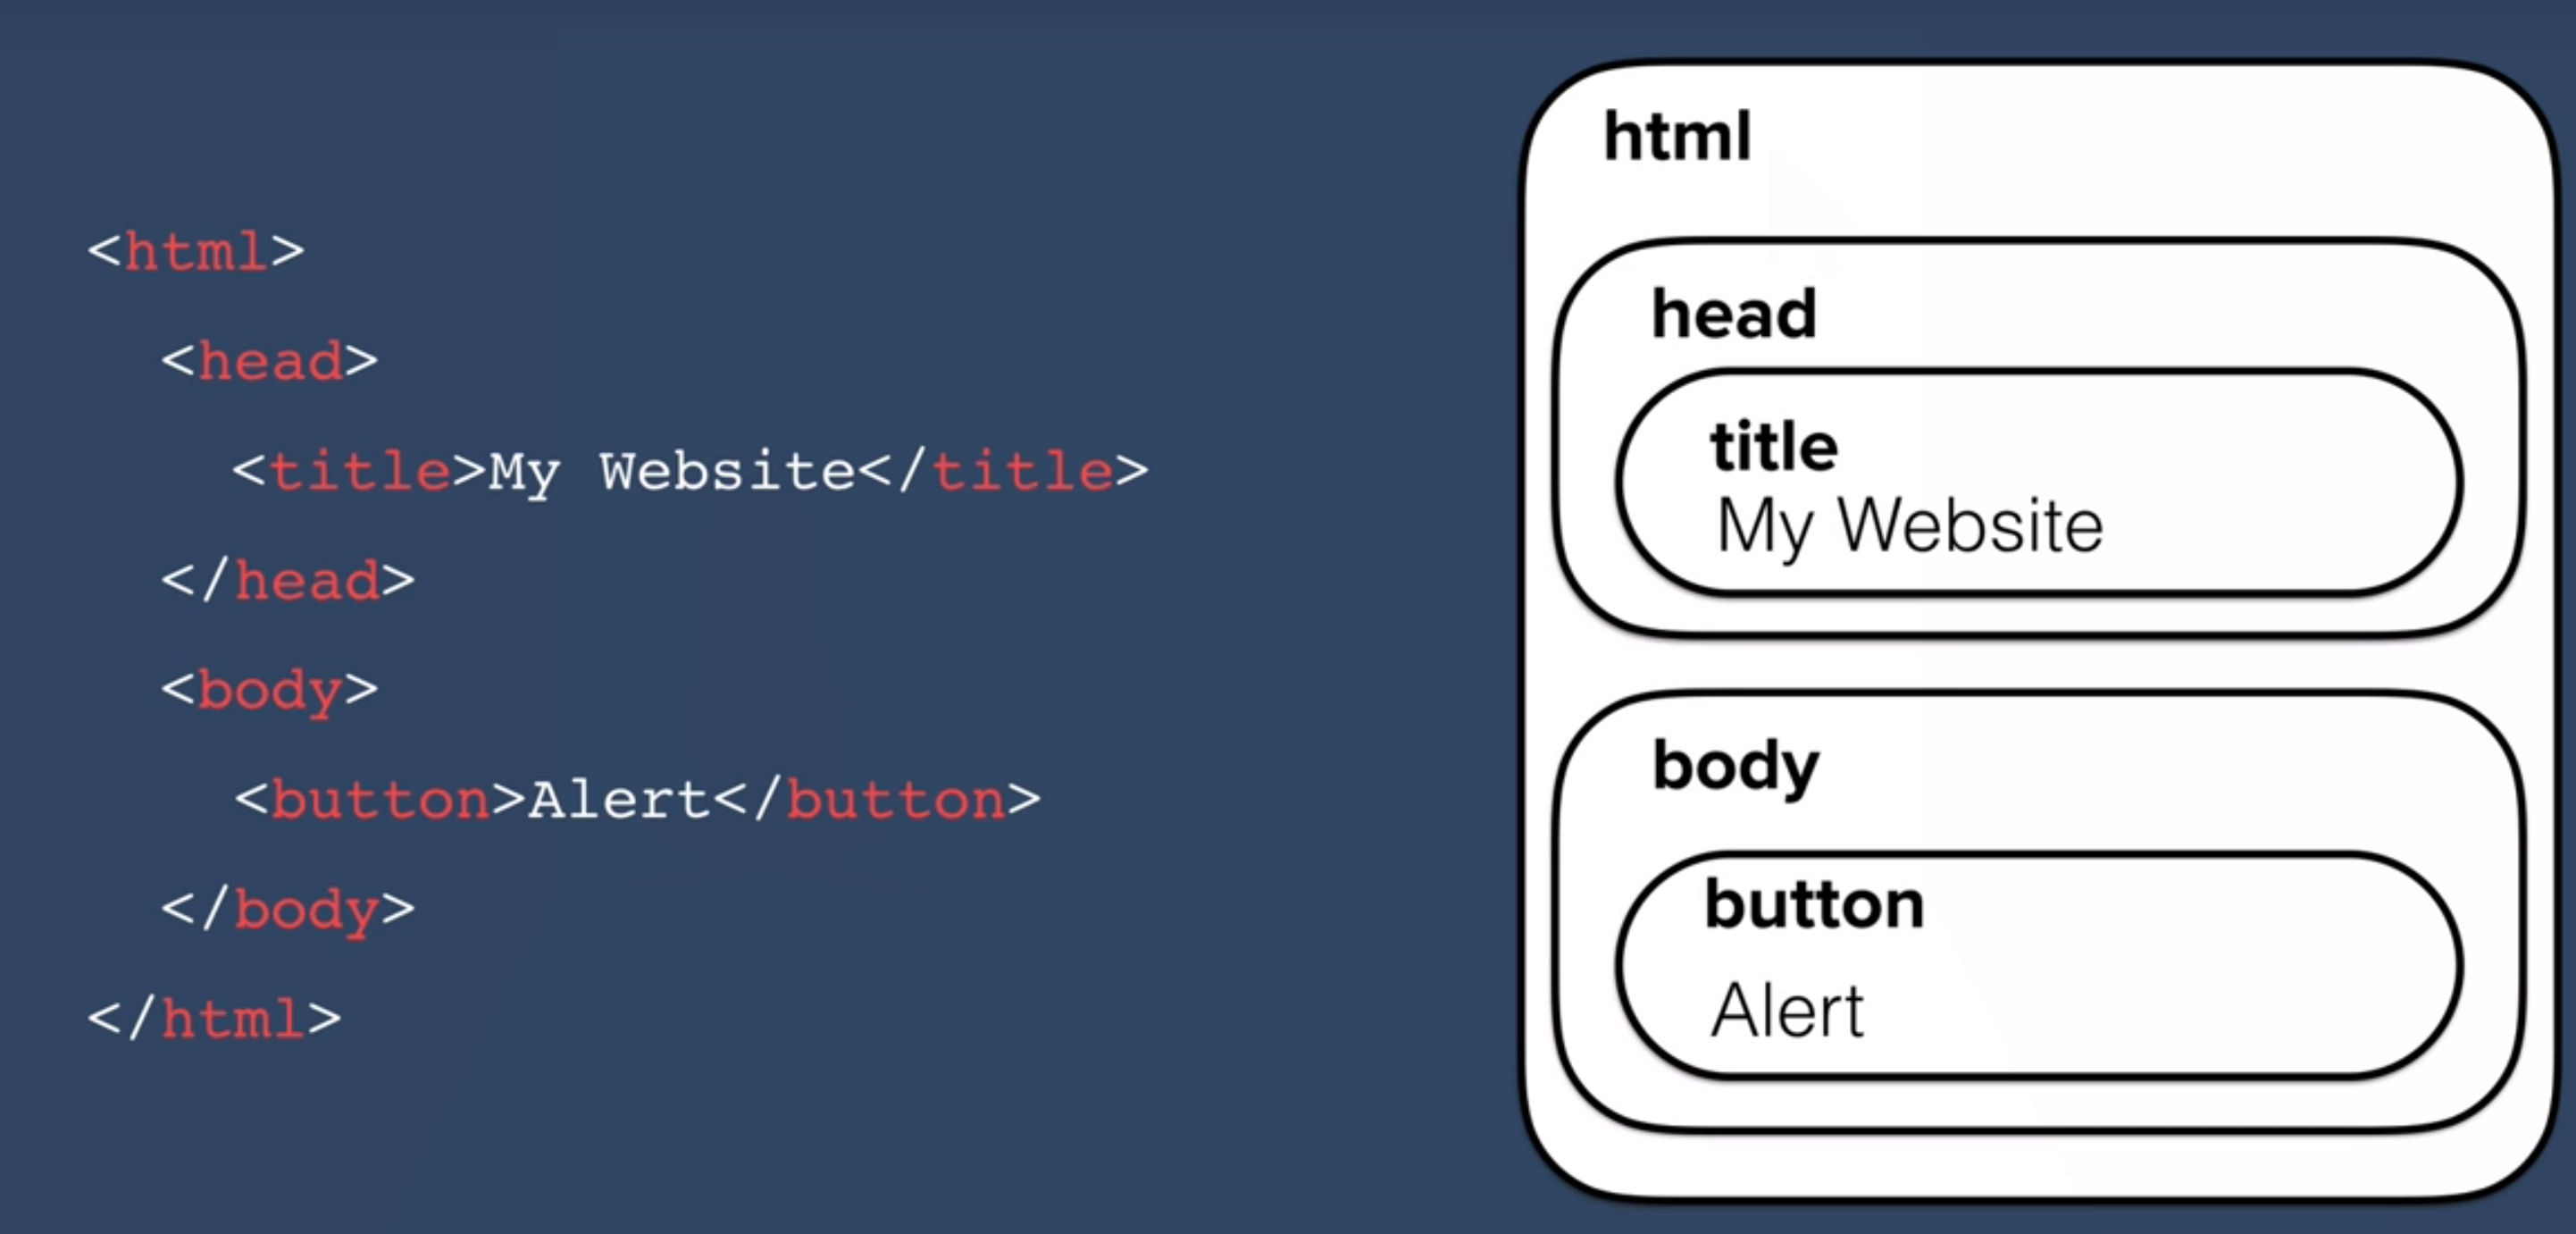 <html>
<head>
<title>My Website</title>
</head>
<body>
<button>Alert</button>
</body>
</html>
html
head
title
My Website
body
button
Alert